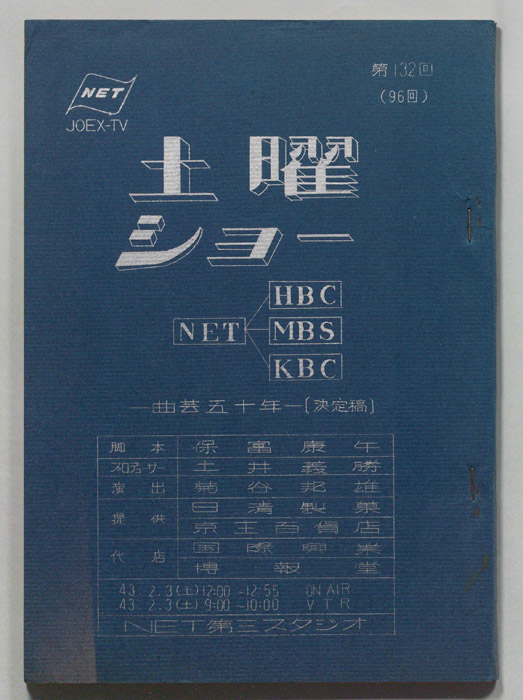 NET
JOEX-TV
第132回
(96回)
土曜
ショー
HBC
NET MBS
KBC
—曲芸五十年—〔決定稿〕
脚本 保富康午
プロデューサー 土井義勝
演出 菊谷邦雄
提供 日清製菓
京王百貨店
代店 国際興業
博報堂
43.2.3(土)12:00~12:55 ON AIR
43.2.3(土)9:00~10:00 VTR
NET第三スタジオ